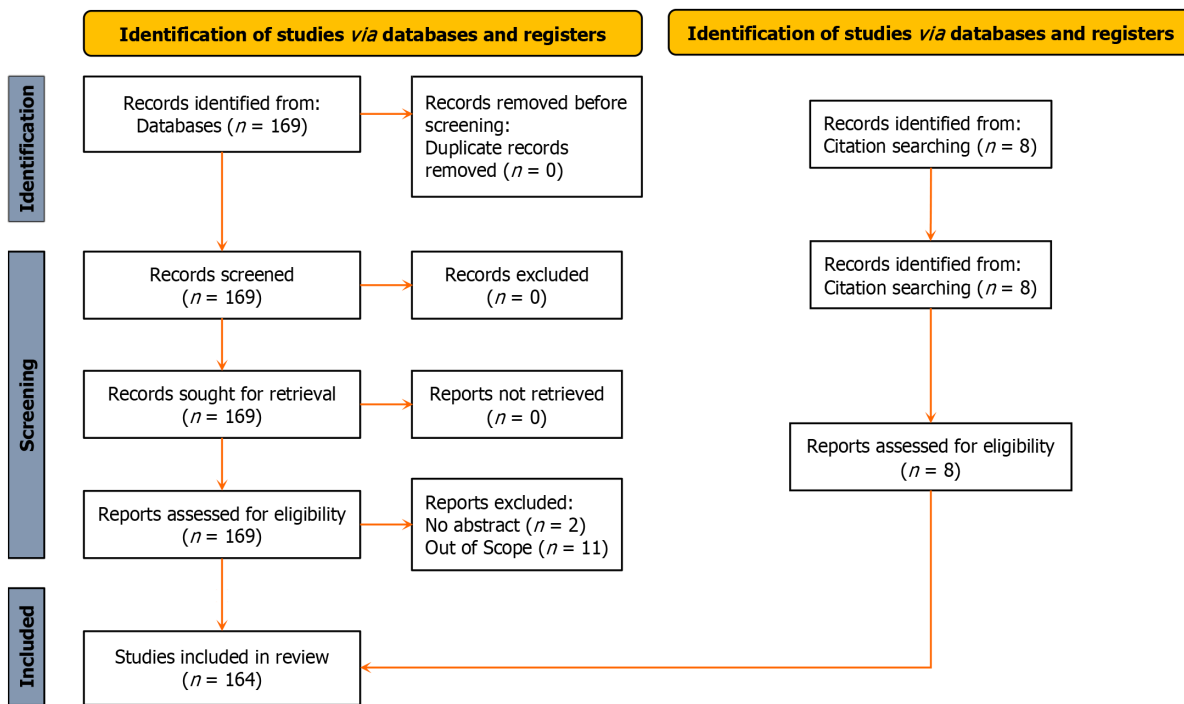 Identification of studies via databases and registers
Identification of studies via databases and registers
Identification
Records identified from:
Databases (n = 169)
Records removed before
screening:
Duplicate records
removed (n = 0)
Records identified from:
Citation searching (n = 8)
Screening
Records screened
(n = 169)
Records excluded
(n = 0)
Records identified from:
Citation searching (n = 8)
Records sought for retrieval
(n = 169)
Reports not retrieved
(n = 0)
Reports assessed for eligibility
(n = 8)
Reports assessed for eligibility
(n = 169)
Reports excluded:
No abstract (n = 2)
Out of Scope (n = 11)
Included
Studies included in review
(n = 164)